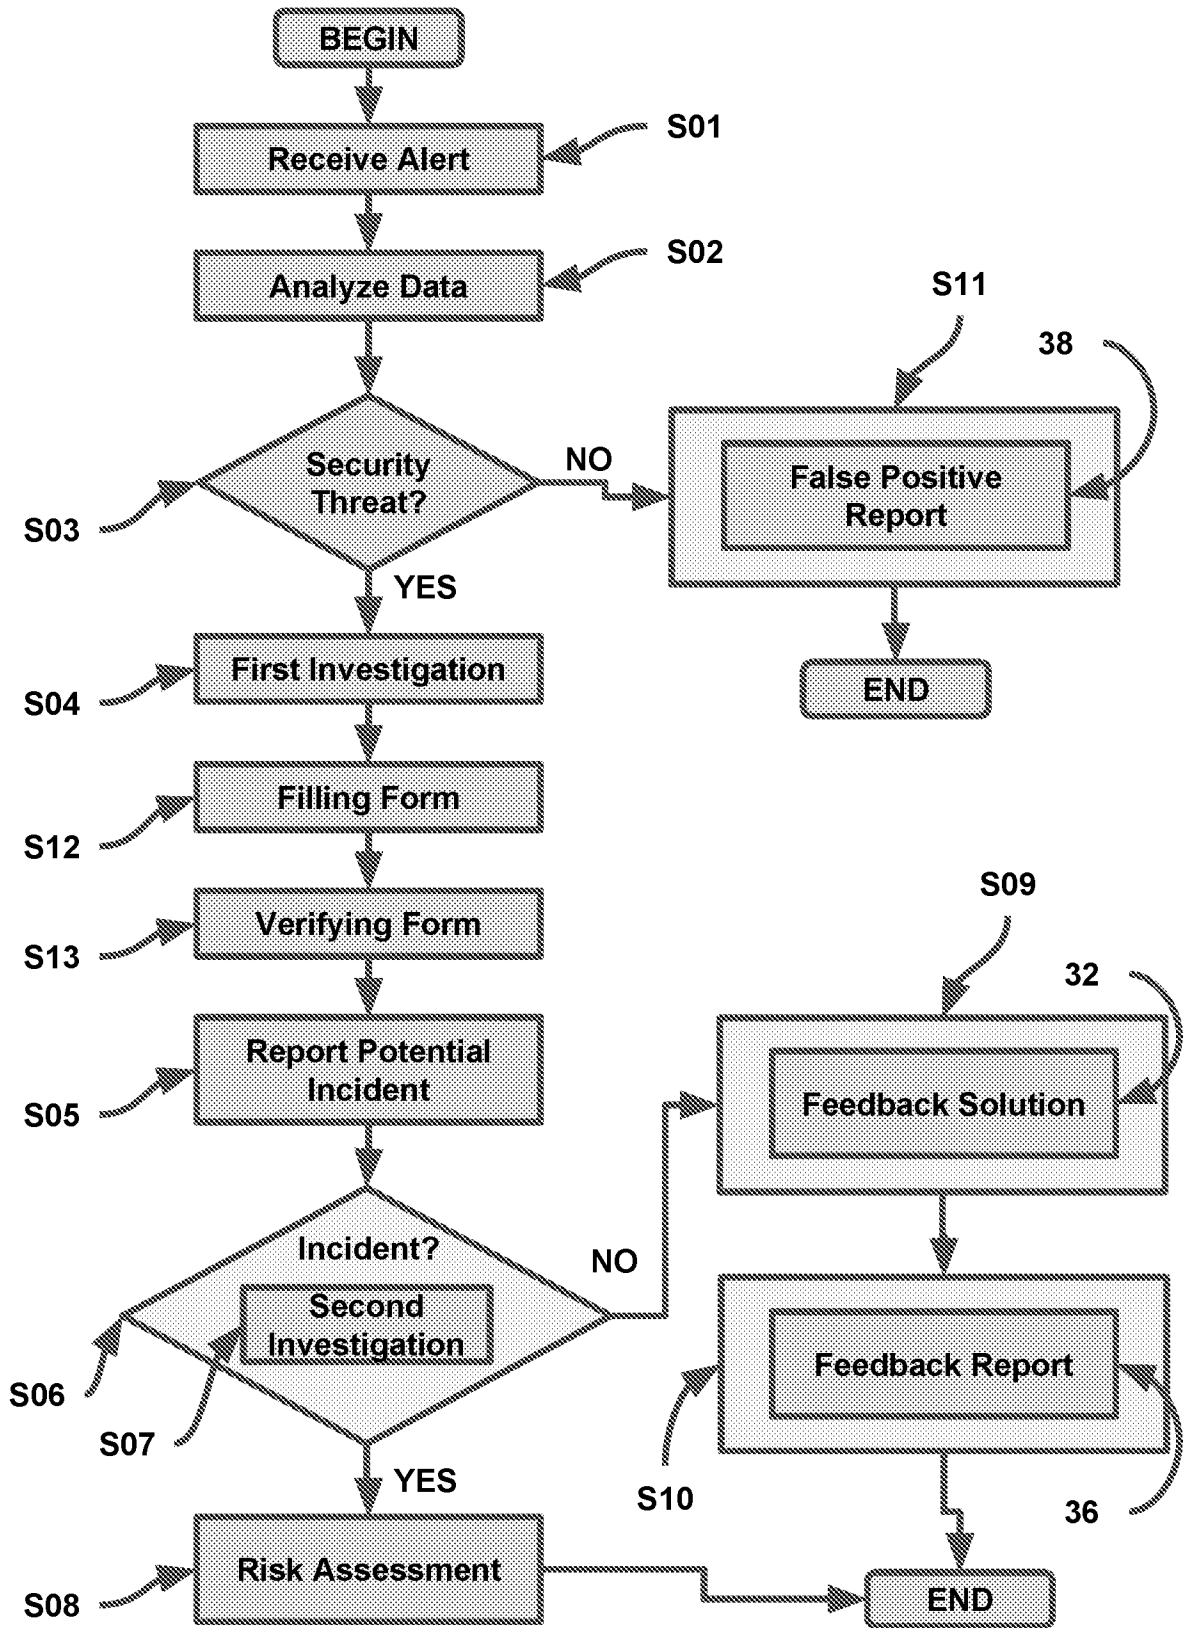 BEGIN
S01
Receive Alert
S02
Analyze Data
S11
38
Security
Threat?
NO
False Positive
Report
S03
YES
First Investigation
S04
END
Filling Form
S12
Verifying Form
S13
S09
32
Report Potential
Incident
S05
Feedback Solution
Incident?
NO
Second
Investigation
S06
S07
Feedback Report
YES
S10
36
Risk Assessment
S08
END